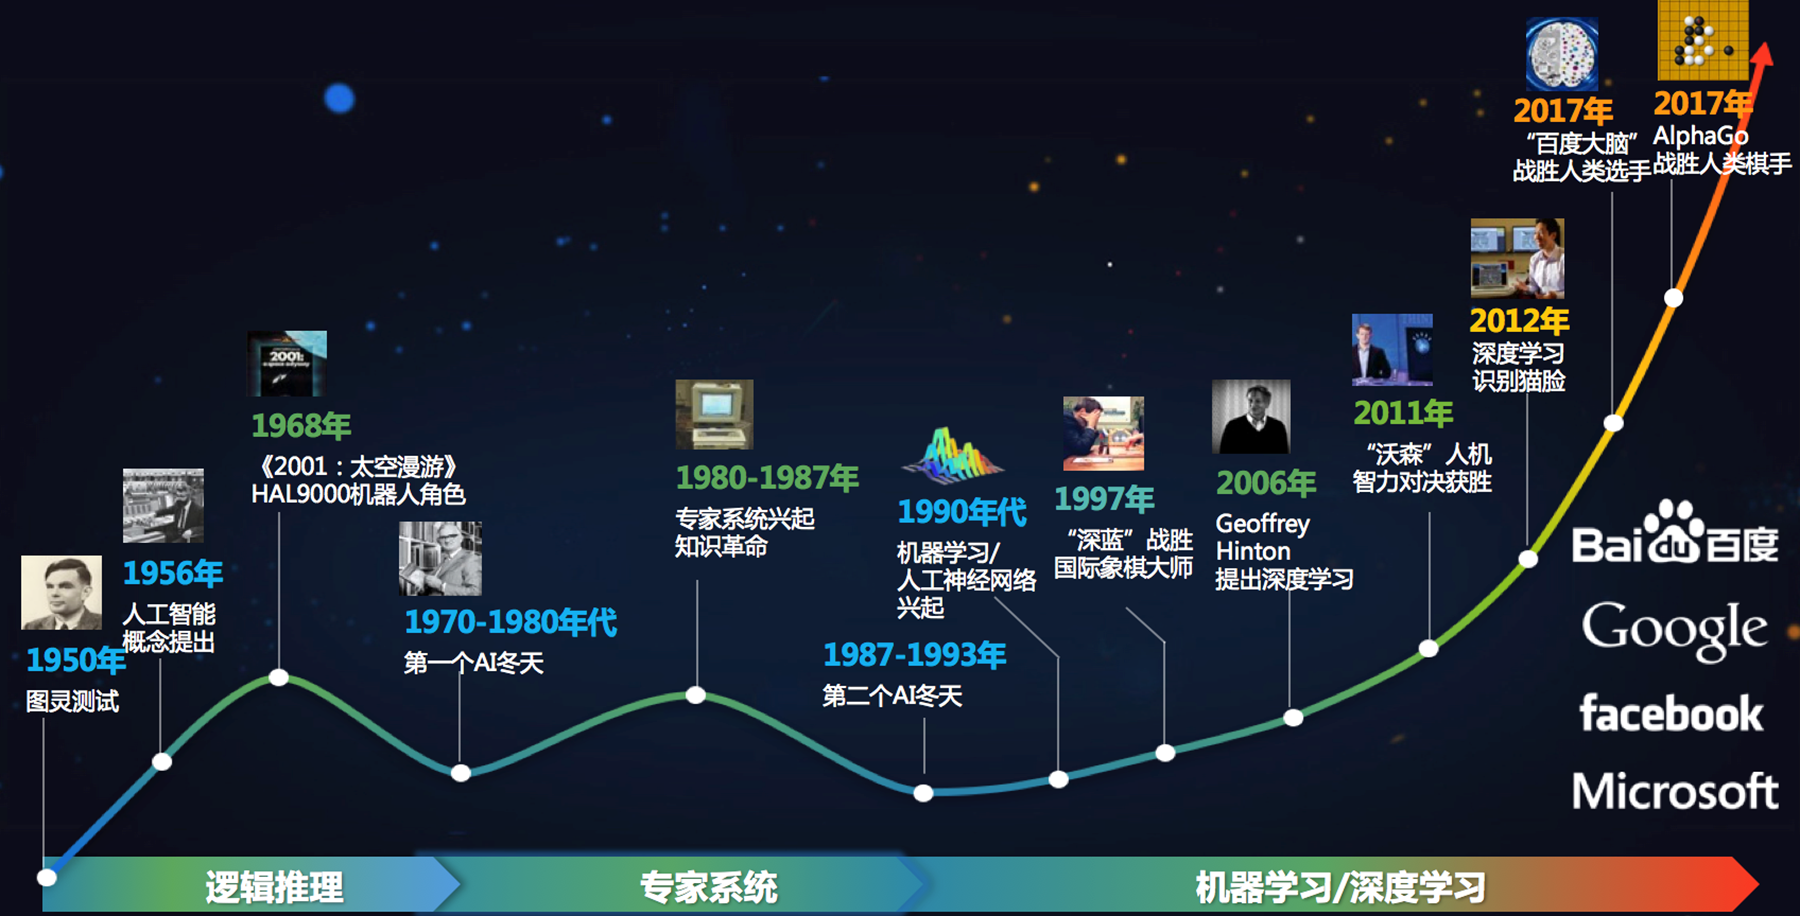 1950年
图灵测试
1956年
人工智能
概念提出
2001:
a space odyssey
1968年
《2001：太空漫游》
HAL9000机器人角色
1970-1980年代
第一个AI冬天
1980-1987年
专家系统兴起
知识革命
1987-1993年
第二个AI冬天
1990年代
机器学习/
人工神经网络
兴起
1997年
“深蓝”战胜
国际象棋大师
2006年
Geoffrey
Hinton
提出深度学习
2011年
“沃森”人机
智力对决获胜
2012年
深度学习
识别猫脸
2017年
“百度大脑”
战胜人类选手
2017年
AlphaGo
战胜人类棋手
Bai du 百度
Google
facebook
Microsoft
逻辑推理
专家系统
机器学习/深度学习